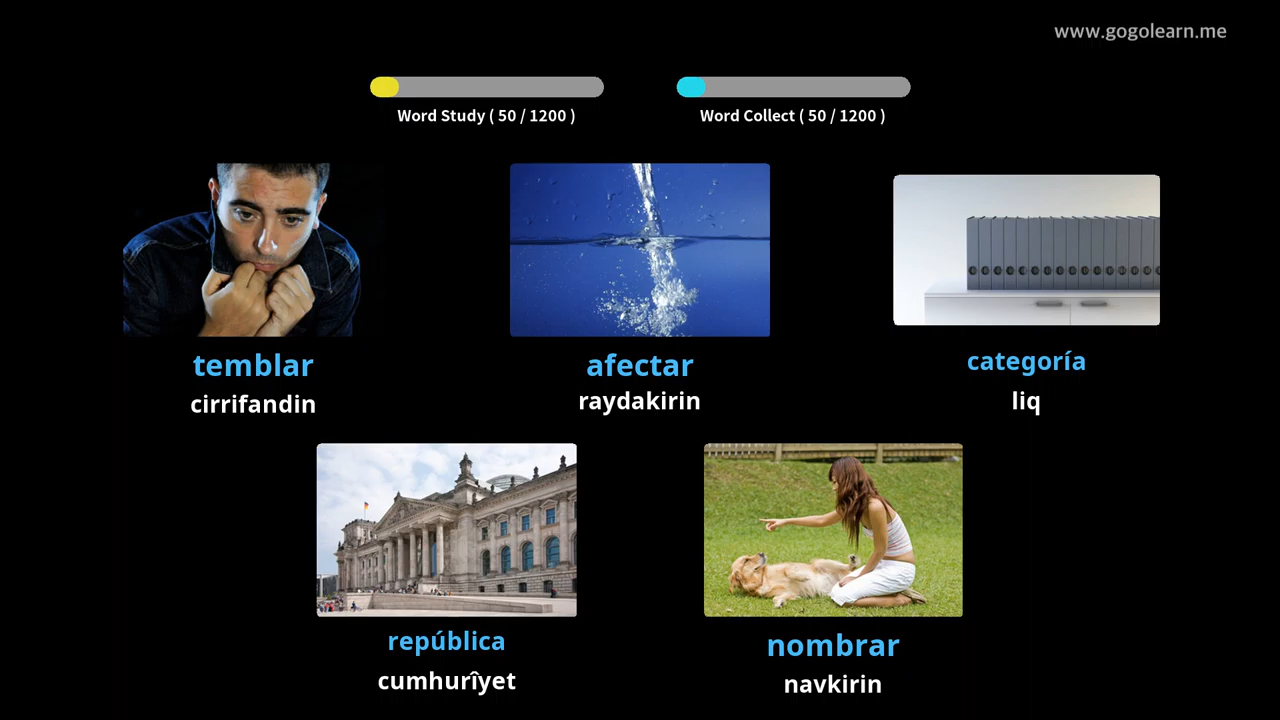 www.gogolearn.me
Word Study ( 50 / 1200 )
Word Collect ( 50 / 1200 )
temblar
cirrifandin
afectar
raydakirin
categoría
liq
república
cumhurîyet
nombrar
navkirin